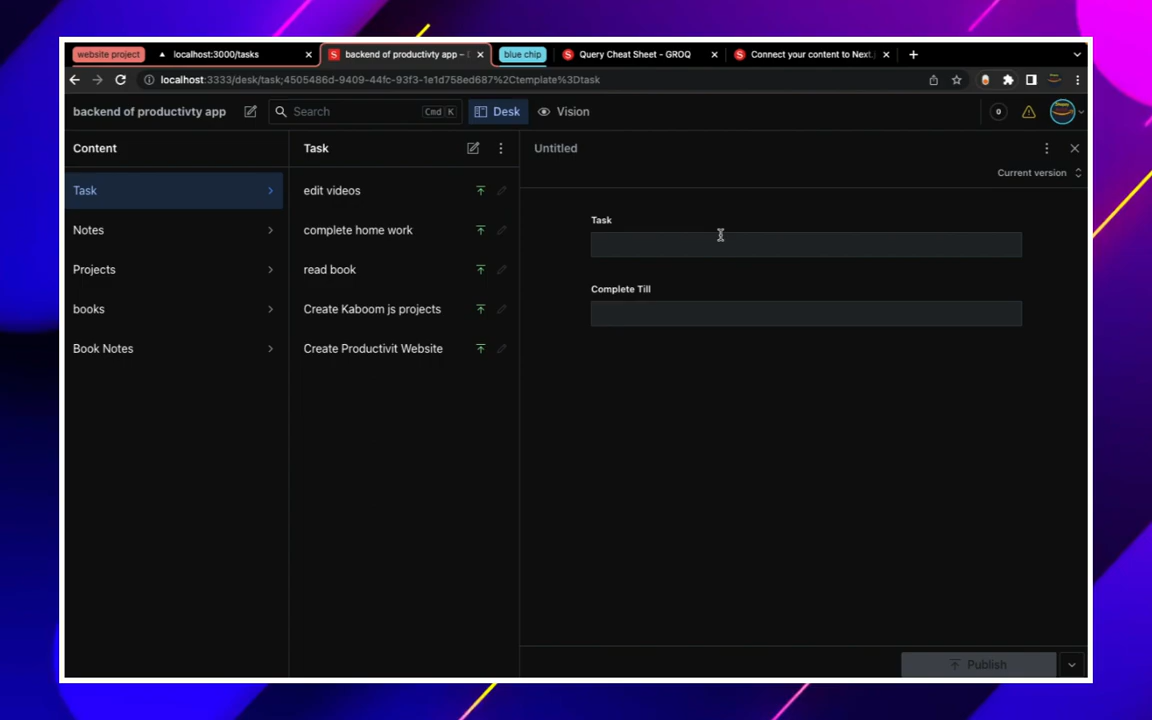 website project
localhost:3000/tasks
backend of productivty app –
blue chip
Query Cheat Sheet - GROQ
Connect your content to Next.
localhost:3333/desk/task;4505486d-9409-44fc-93f3-1e1d758ed687%2Ctemplate%3Dtask
backend of productivty app
Search
Cmd K
Desk
Vision
0
Content
Task
Notes
Projects
books
Book Notes
Task
edit videos
complete home work
read book
Create Kaboom js projects
Create Productivit Website
Untitled
Current version
Task
Complete Till
Publish